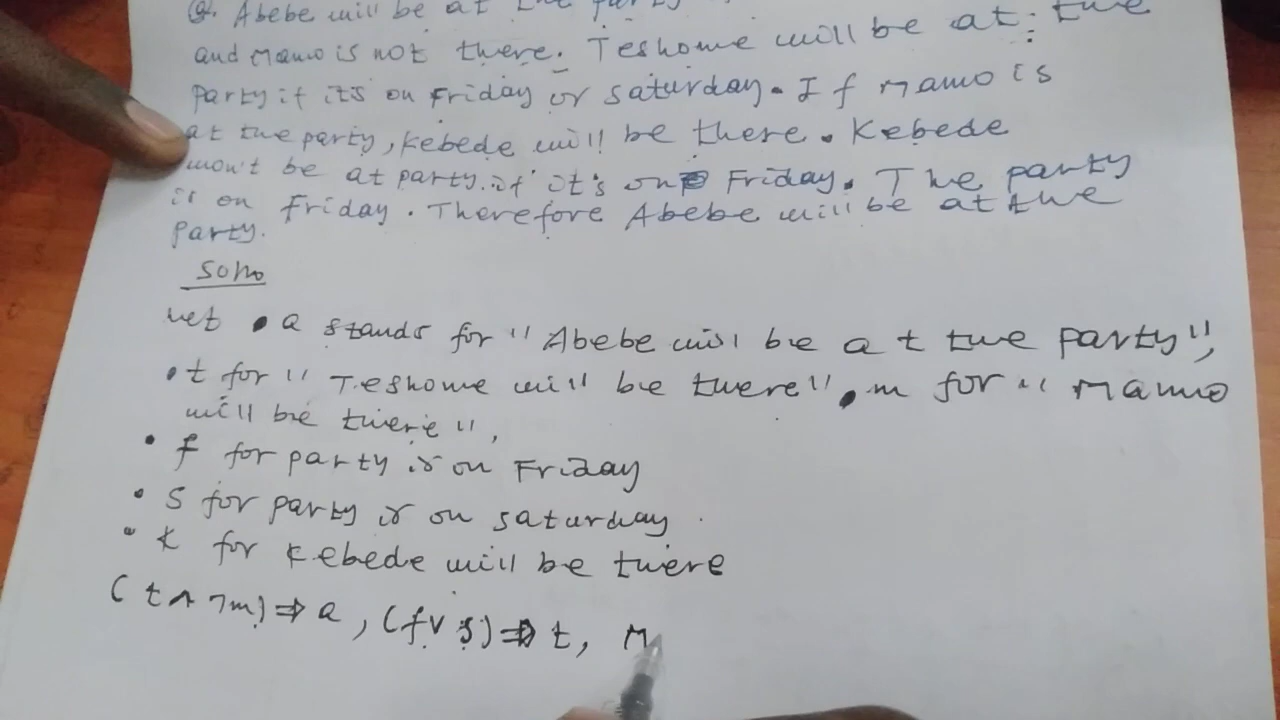 Q. Abebe will be at the party
and Mamo is not there. Teshome will be at the
party if it's on Friday or saturday. If Mamo is
at the party, Kebede will be there. Kebede
won't be at party if it's on Friday. The party
is on Friday. Therefore Abebe will be at the
party.
Soln
Let • a stands for "Abebe will be at the party",
• t for "Teshome will be there", m for "Mamo
will be there",
• f for party is on Friday
• S for party is on saturday.
• K for Kebede will be there
(t ∧ ¬m) ⇒ a, (f ∨ s) ⇒ t, M